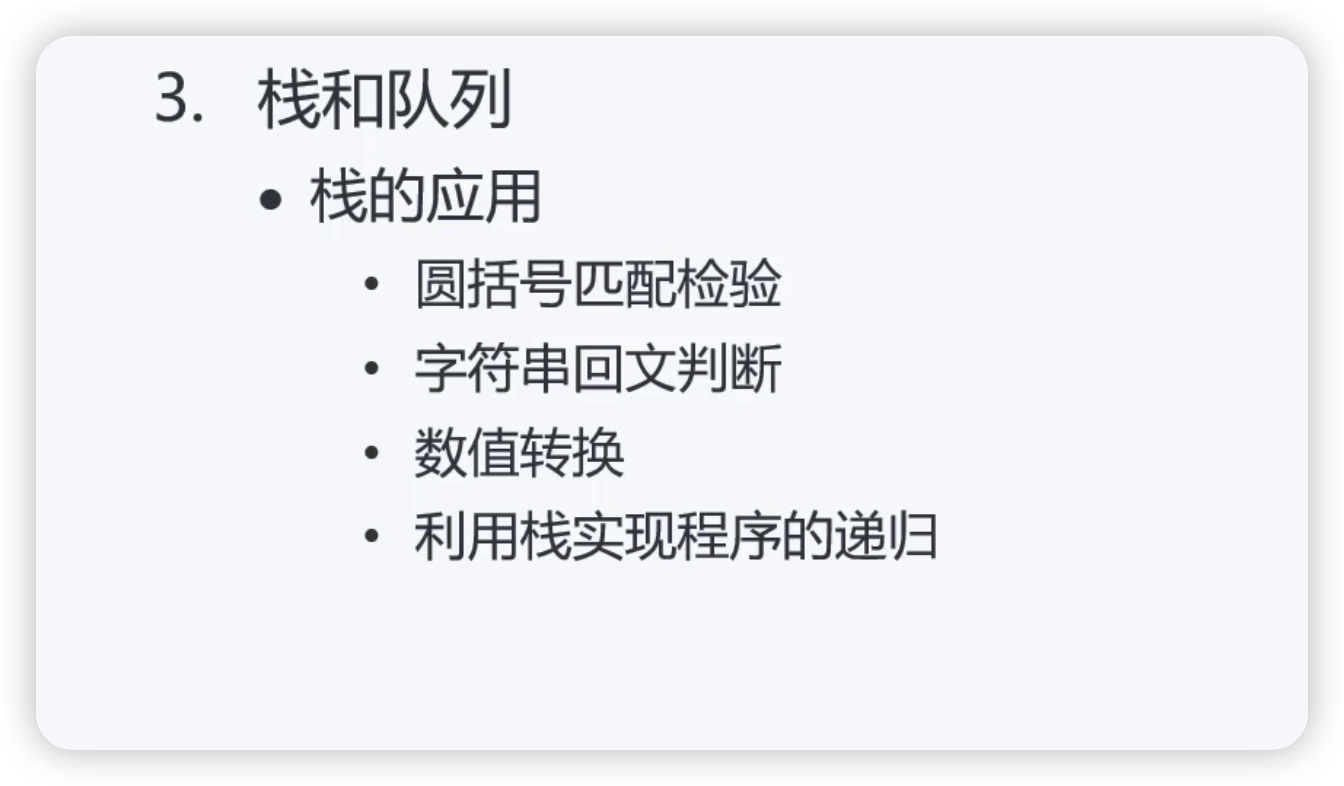 3. 栈和队列
• 栈的应用
• 圆括号匹配检验
• 字符串回文判断
• 数值转换
• 利用栈实现程序的递归